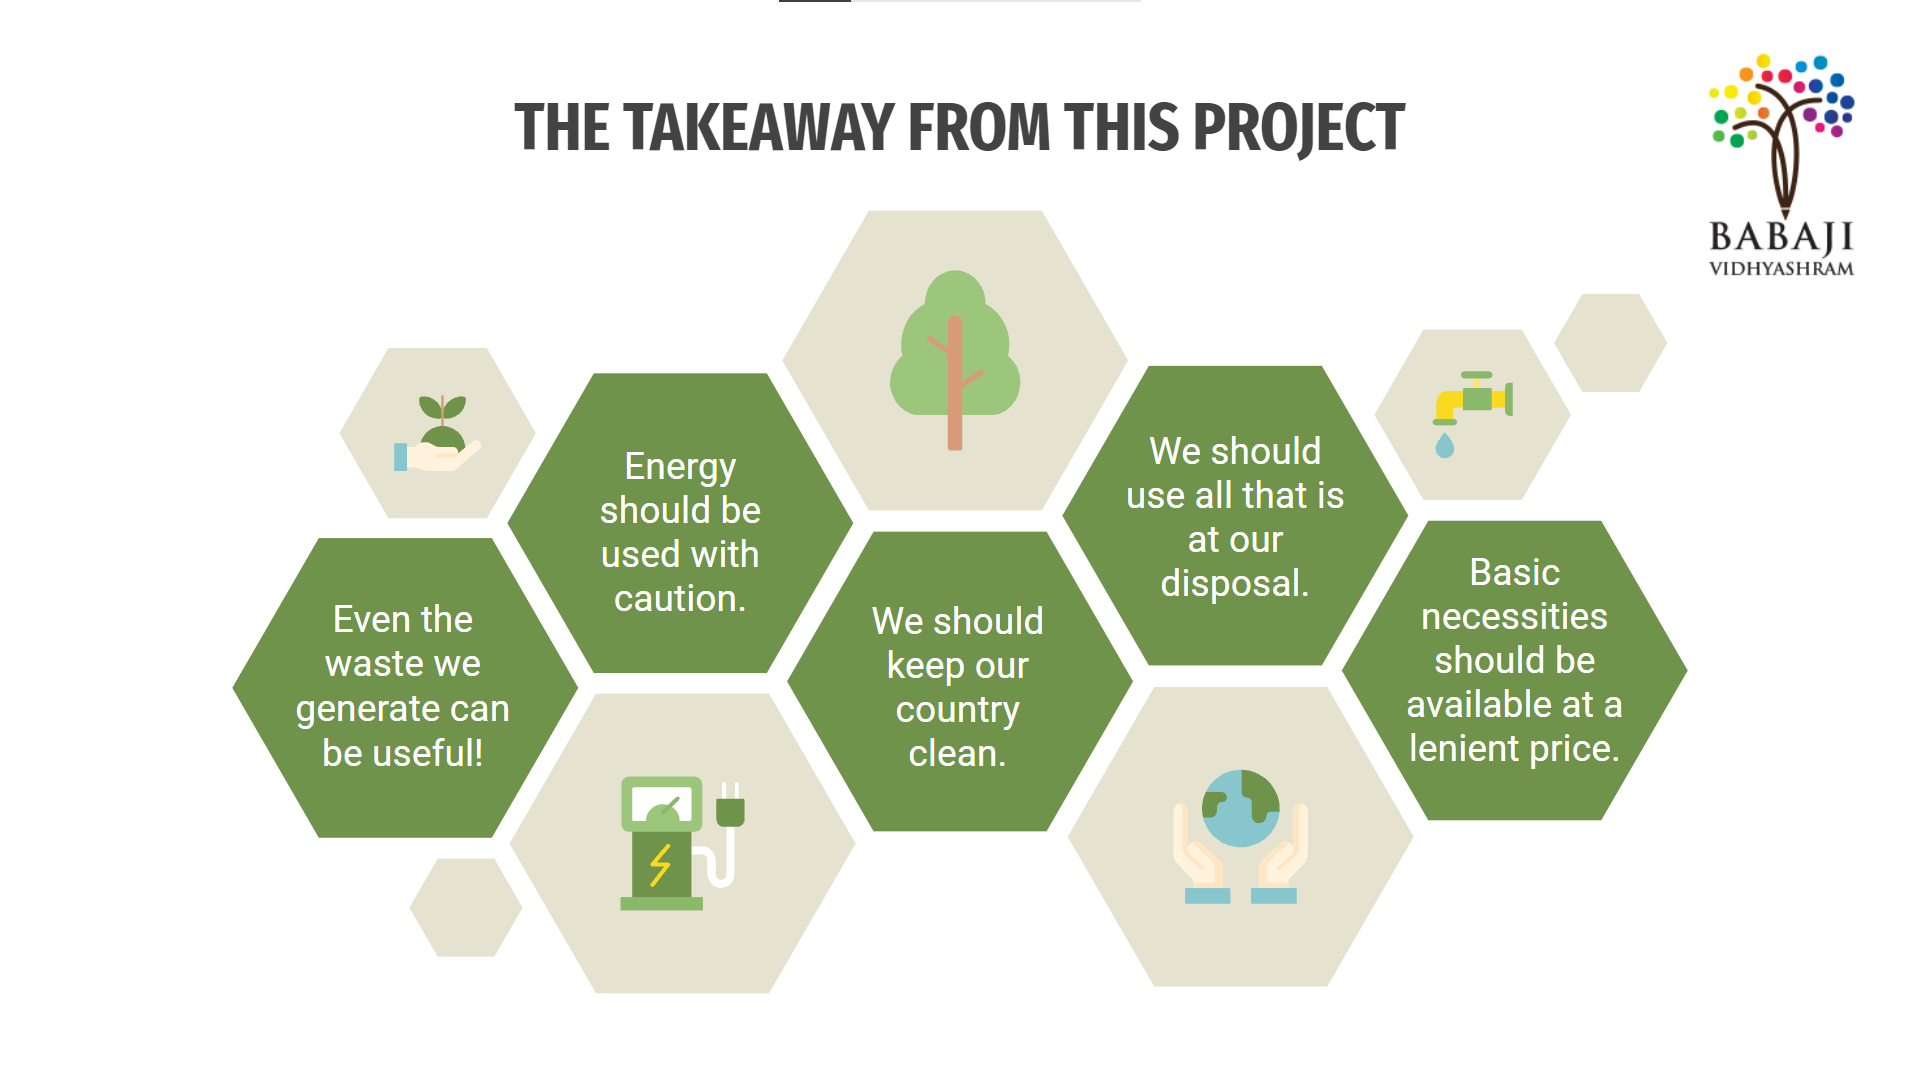 THE TAKEAWAY FROM THIS PROJECT
BABAJI
VIDHYASHRAM
Even the
waste we
generate can
be useful!
Energy
should be
used with
caution.
We should
keep our
country
clean.
We should
use all that is
at our
disposal.
Basic
necessities
should be
available at a
lenient price.